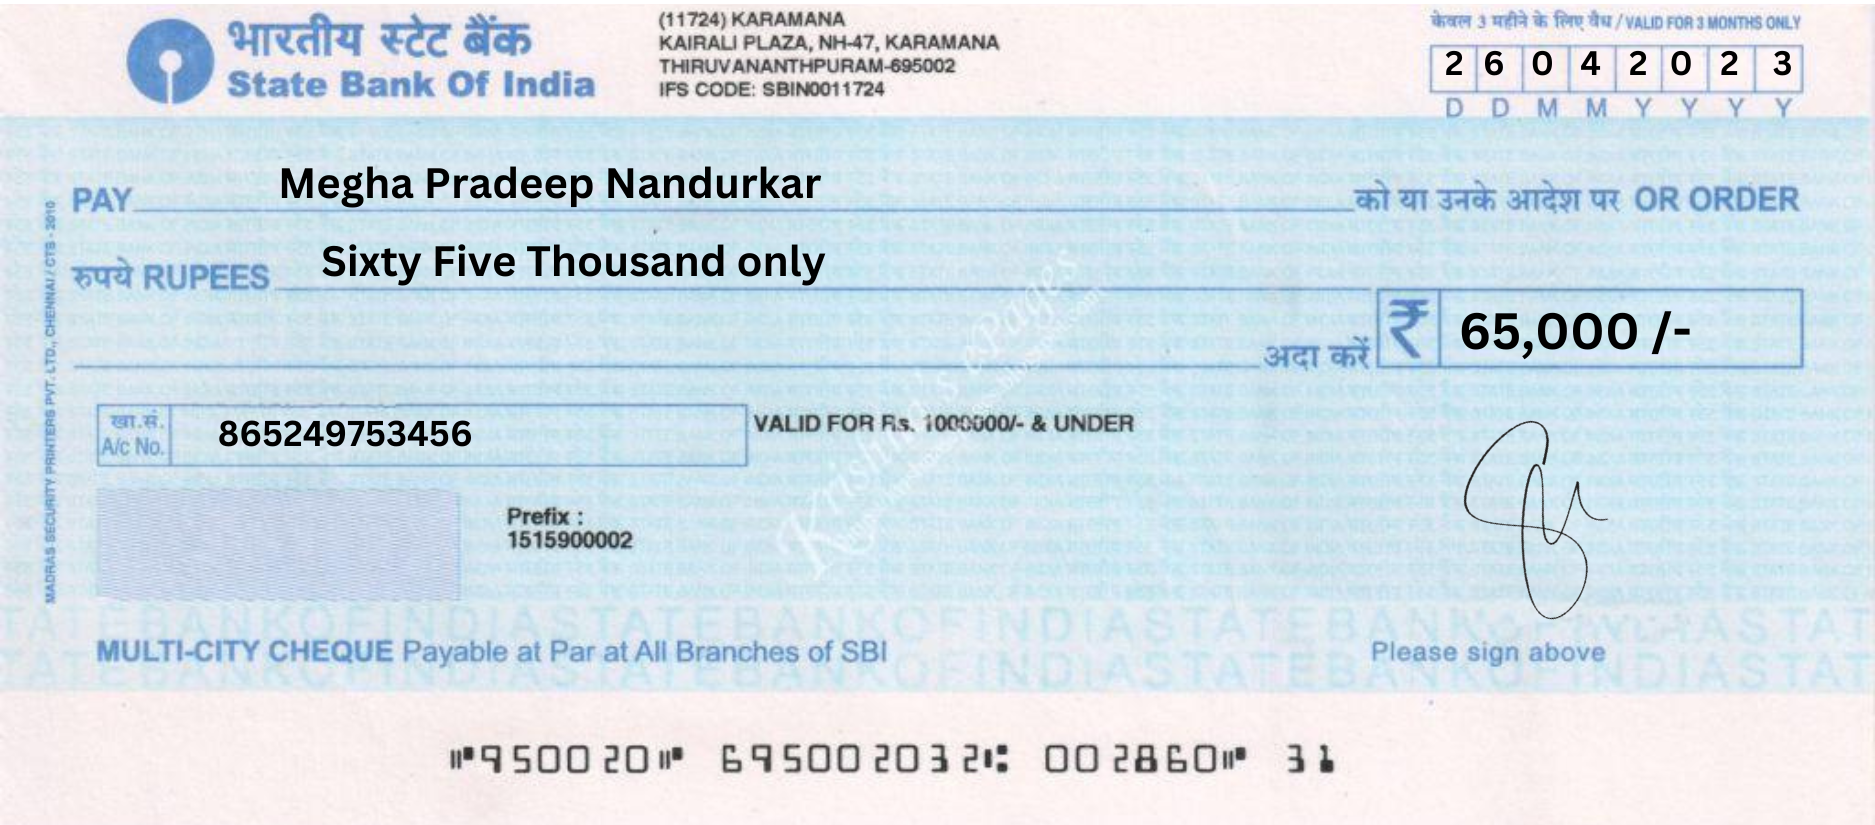 भारतीय स्टेट बैंक
State Bank Of India
(11724) KARAMANA
KAIRALI PLAZA, NH-47, KARAMANA
THIRUVANANTHPURAM-695002
IFS CODE: SBIN0011724
केवल 3 महीने के लिए वैध / VALID FOR 3 MONTHS ONLY
2 6 0 4 2 0 2 3
D D M M Y Y Y Y
PAY Megha Pradeep Nandurkar को या उनके आदेश पर OR ORDER
रुपये RUPEES Sixty Five Thousand only
अदा करें ₹ 65,000 /-
खा.सं.
A/c No. 865249753456
VALID FOR Rs. 1000000/- & UNDER
Prefix :
1515900002
MADRAS SECURITY PRINTERS PVT. LTD., CHENNAI / CTS - 2010
TATEBANKOFINDIASTATEBANKOFINDIASTATEBANKOFINDIASTAT
MULTI-CITY CHEQUE Payable at Par at All Branches of SBI
Please sign above
TATEBANKOFINDIASTATEBANKOFINDIASTATEBANKOFINDIASTAT
⑈950020⑈ 695002032⑆ 002860⑈ 31